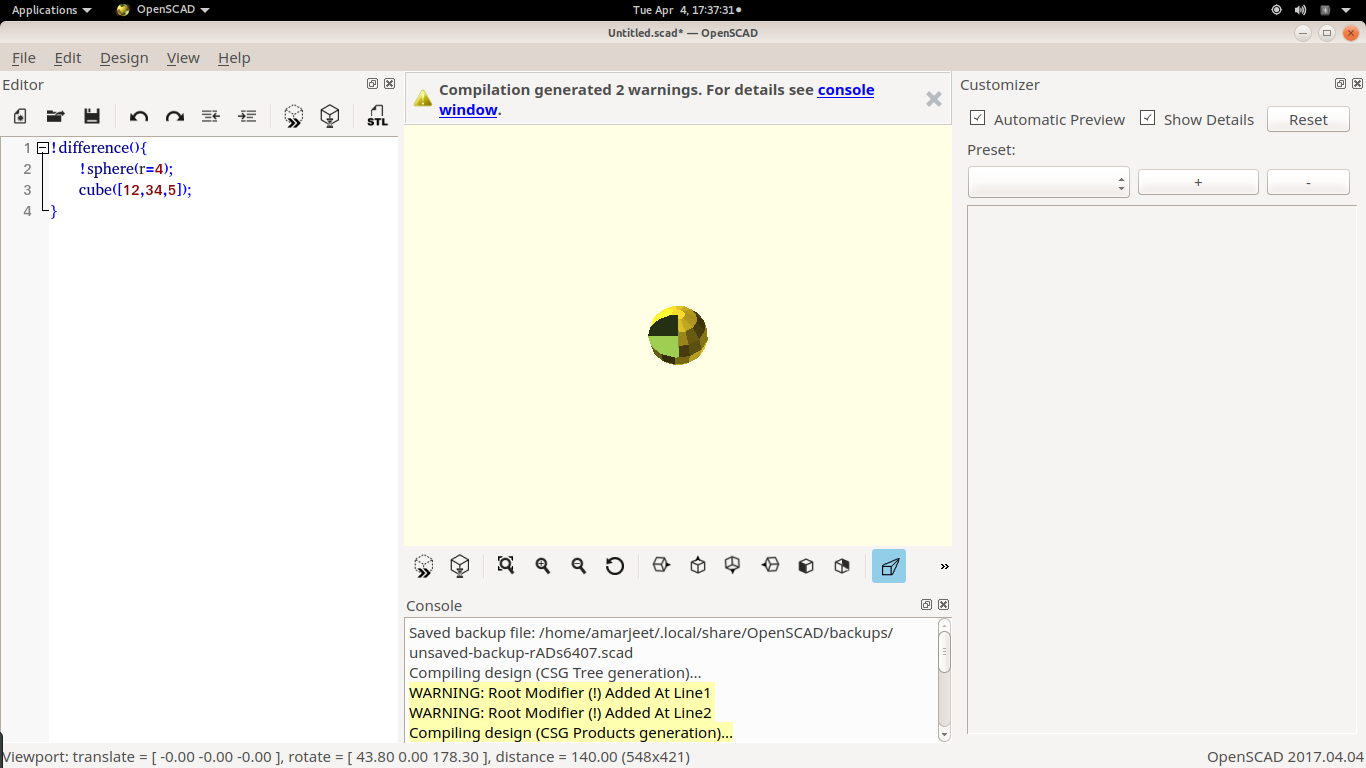 Applications OpenSCAD Tue Apr 4, 17:37:31
Untitled.scad* — OpenSCAD
File Edit Design View Help
Editor
STL
1 !difference(){
2 !sphere(r=4);
3 cube([12,34,5]);
4 }
Compilation generated 2 warnings. For details see console
window.
Console
Saved backup file: /home/amarjeet/.local/share/OpenSCAD/backups/
unsaved-backup-rADs6407.scad
Compiling design (CSG Tree generation)...
WARNING: Root Modifier (!) Added At Line1
WARNING: Root Modifier (!) Added At Line2
Compiling design (CSG Products generation)...
Customizer
Automatic Preview Show Details Reset
Preset:
+ -
Viewport: translate = [ -0.00 -0.00 -0.00 ], rotate = [ 43.80 0.00 178.30 ], distance = 140.00 (548x421) OpenSCAD 2017.04.04